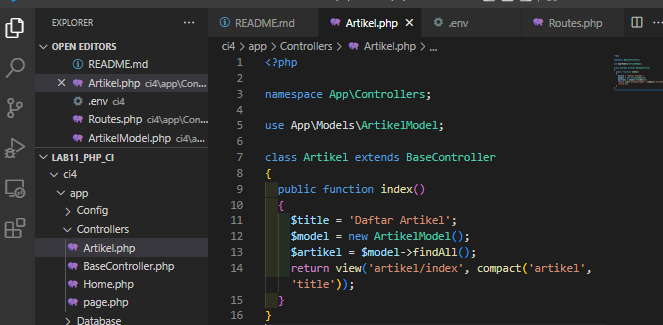 EXPLORER
OPEN EDITORS
README.md
Artikel.php ci4\app\Con...
.env ci4
Routes.php ci4\app\Con...
ArtikelModel.php ci4\a...
LAB11_PHP_CI
ci4
app
Config
Controllers
Artikel.php
BaseController.php
Home.php
page.php
Database
README.md Artikel.php .env Routes.php
ci4 > app > Controllers > Artikel.php > ...
1 <?php
2
3 namespace App\Controllers;
4
5 use App\Models\ArtikelModel;
6
7 class Artikel extends BaseController
8 {
9 public function index()
10 {
11 $title = 'Daftar Artikel';
12 $model = new ArtikelModel();
13 $artikel = $model->findAll();
14 return view('artikel/index', compact('artikel',
'title'));
15 }
16 }